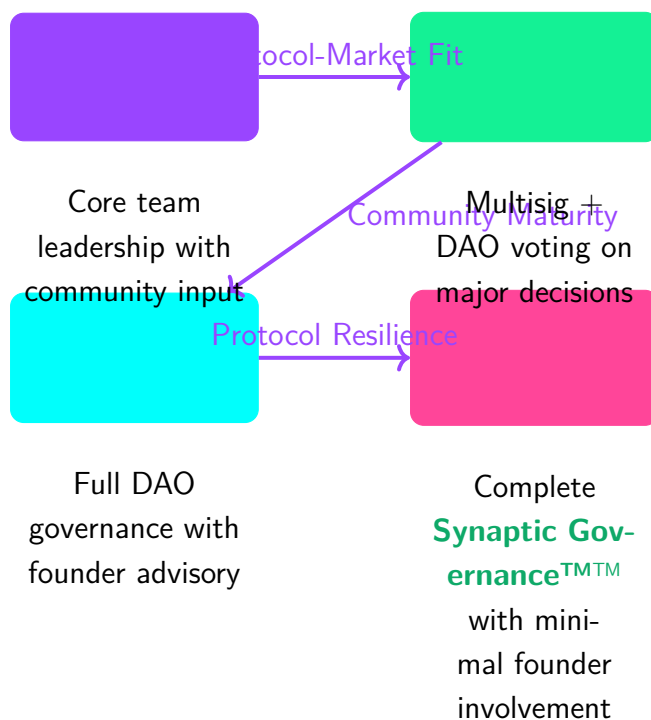 tocol-Market Fit
Core team
leadership with
community input
Multisig +
DAO voting on
major decisions
Community Maturity
Protocol Resilience
Full DAO
governance with
founder advisory
Complete
Synaptic Gov-
ernance™™
with mini-
mal founder
involvement